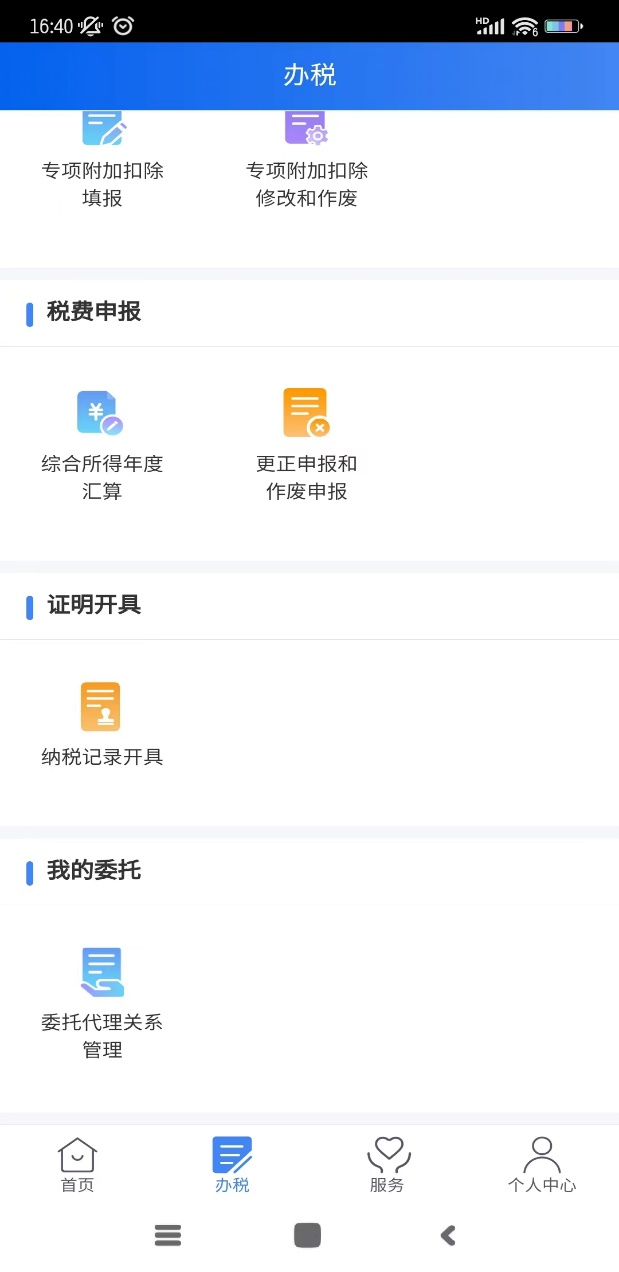 16:40
HD
6
办税
专项附加扣除
填报
专项附加扣除
修改和作废
税费申报
综合所得年度
汇算
更正申报和
作废申报
证明开具
纳税记录开具
我的委托
委托代理关系
管理
首页
办税
服务
个人中心